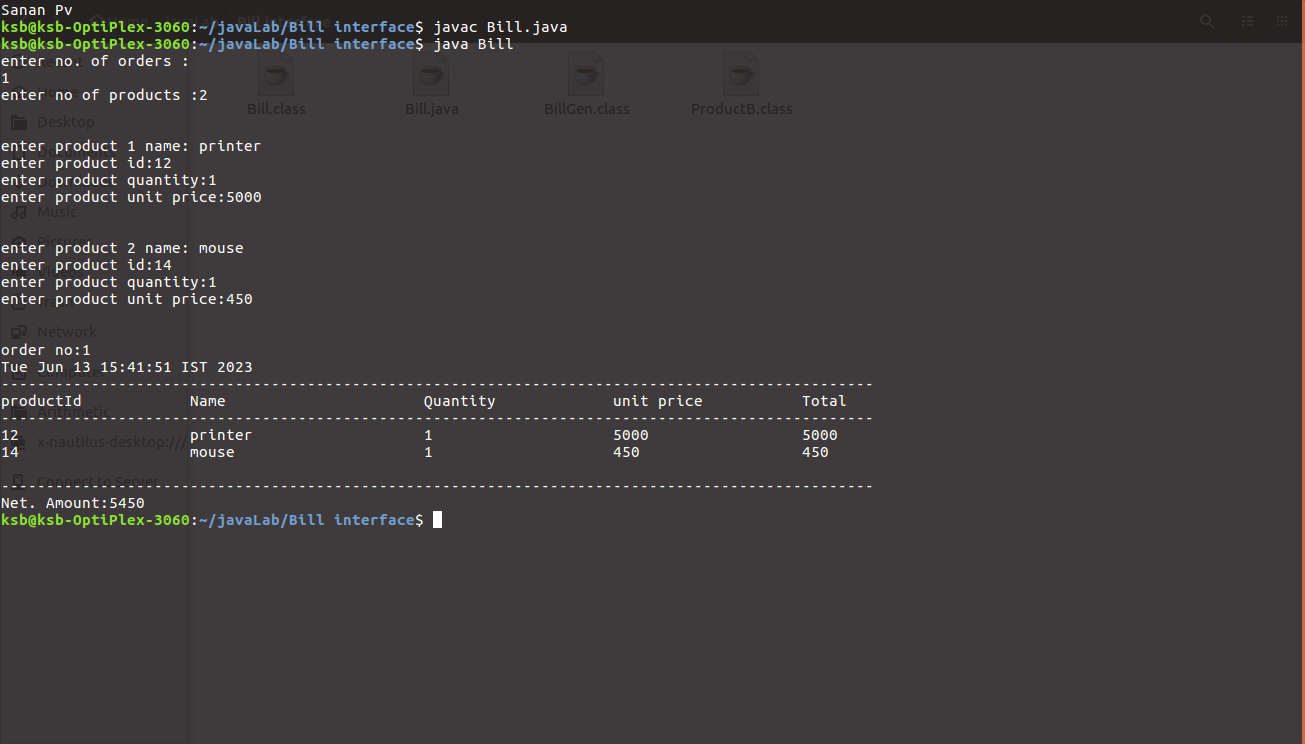 Sanan Pv
ksb@ksb-OptiPlex-3060:~/javaLab/Bill interface$ javac Bill.java
ksb@ksb-OptiPlex-3060:~/javaLab/Bill interface$ java Bill
enter no. of orders :
1
enter no of products :2
Bill.class Bill.java BillGen.class ProductB.class
Desktop
enter product 1 name: printer
enter product id:12
enter product quantity:1
enter product unit price:5000
Music
enter product 2 name: mouse
enter product id:14
enter product quantity:1
enter product unit price:450
Network
order no:1
Tue Jun 13 15:41:51 IST 2023
------------------------------------------------------------------------------------------------
productId Name Quantity unit price Total
Arithmetic
------------------------------------------------------------------------------------------------
12 printer 1 5000 5000
x-nautilus-desktop:///
14 mouse 1 450 450
Connect to Server
------------------------------------------------------------------------------------------------
Net. Amount:5450
ksb@ksb-OptiPlex-3060:~/javaLab/Bill interface$